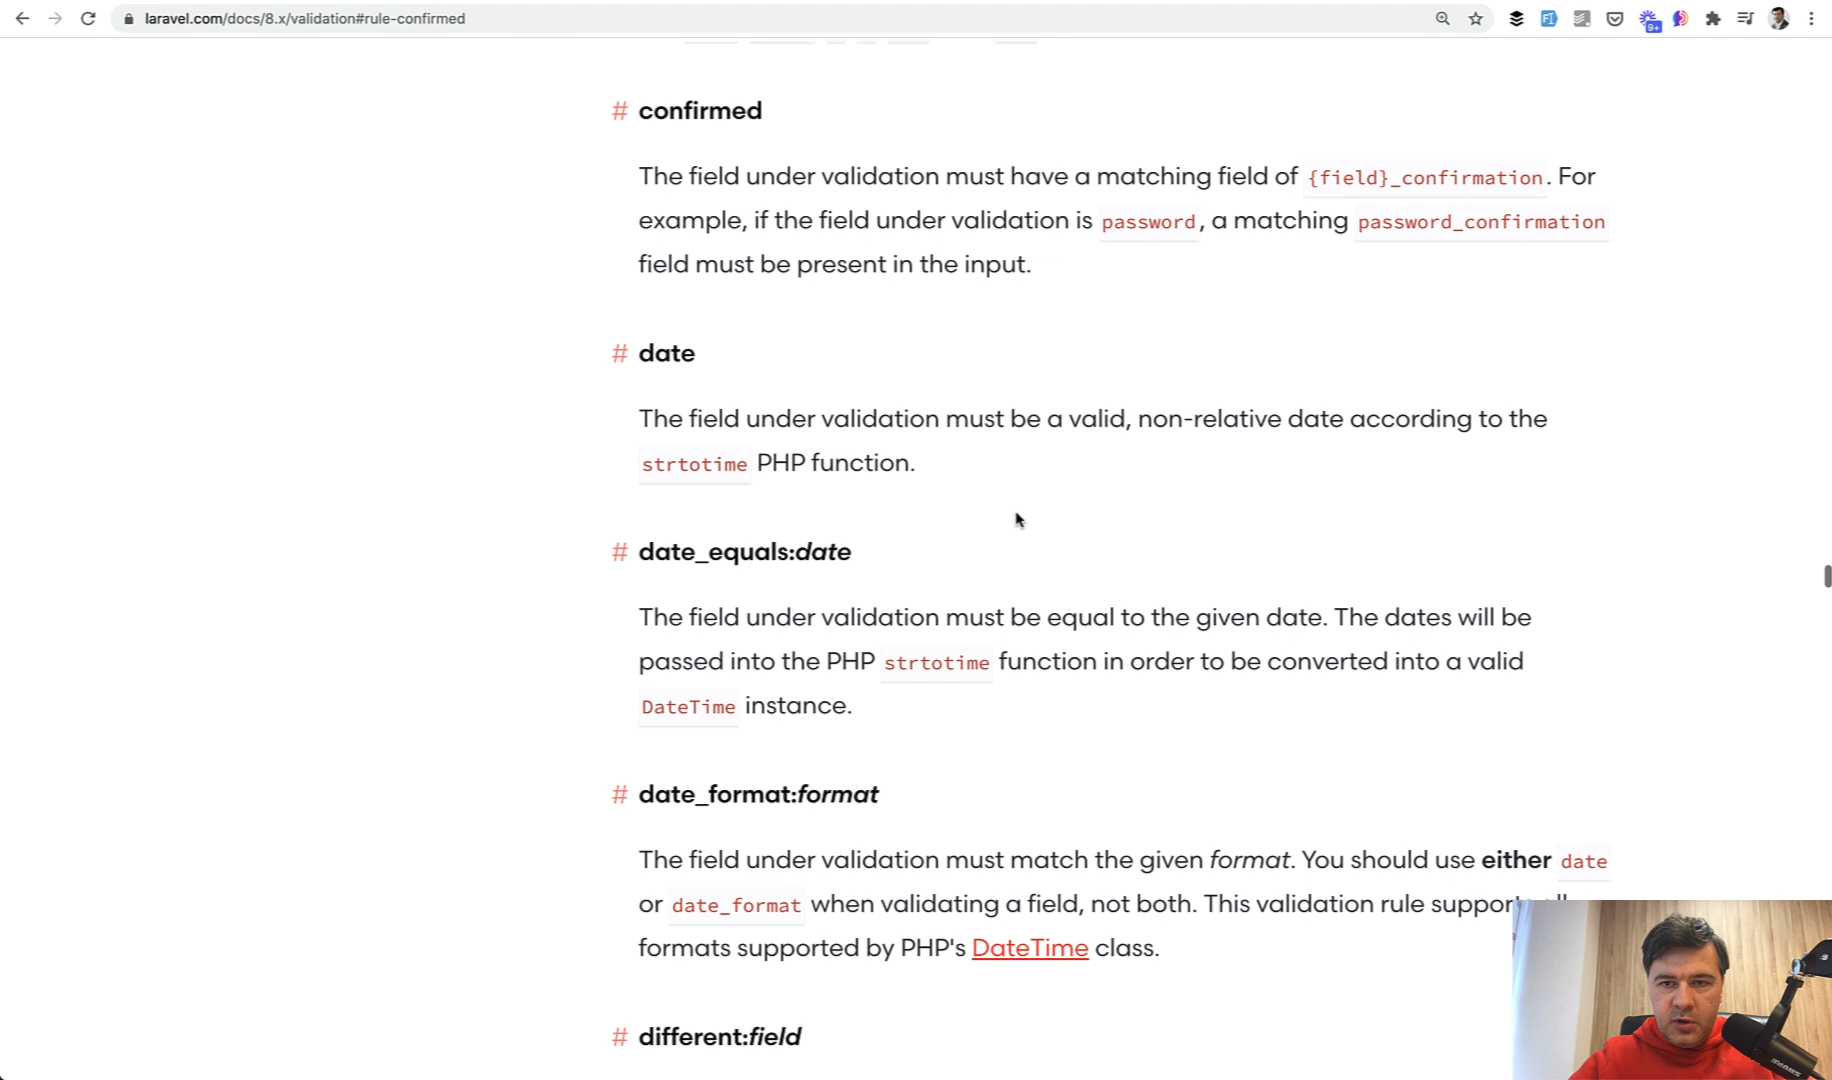 laravel.com/docs/8.x/validation#rule-confirmed
9+
# confirmed
The field under validation must have a matching field of {field}_confirmation. For
example, if the field under validation is password, a matching password_confirmation
field must be present in the input.
# date
The field under validation must be a valid, non-relative date according to the
strtotime PHP function.
# date_equals:date
The field under validation must be equal to the given date. The dates will be
passed into the PHP strtotime function in order to be converted into a valid
DateTime instance.
# date_format:format
The field under validation must match the given format. You should use either date
or date_format when validating a field, not both. This validation rule
formats supported by PHP's DateTime class.
# different:field